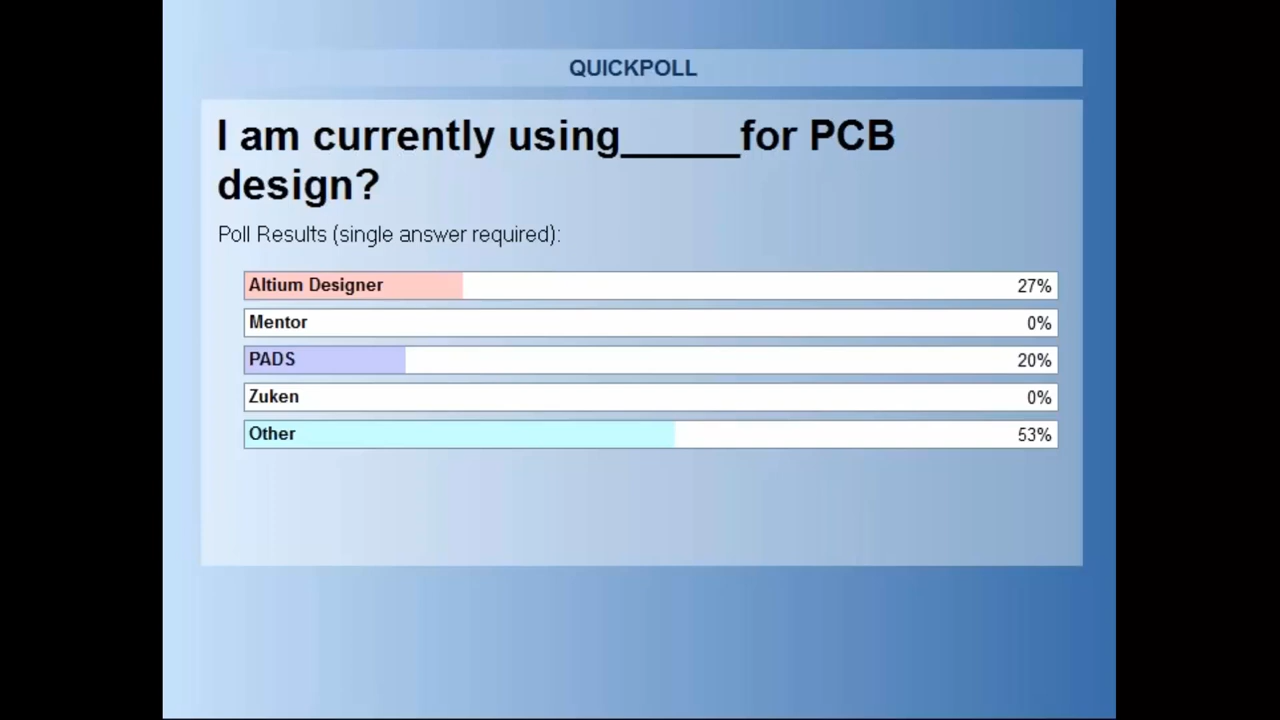 QUICKPOLL
I am currently using_____for PCB
design?
Poll Results (single answer required):
Altium Designer 27%
Mentor 0%
PADS 20%
Zuken 0%
Other 53%